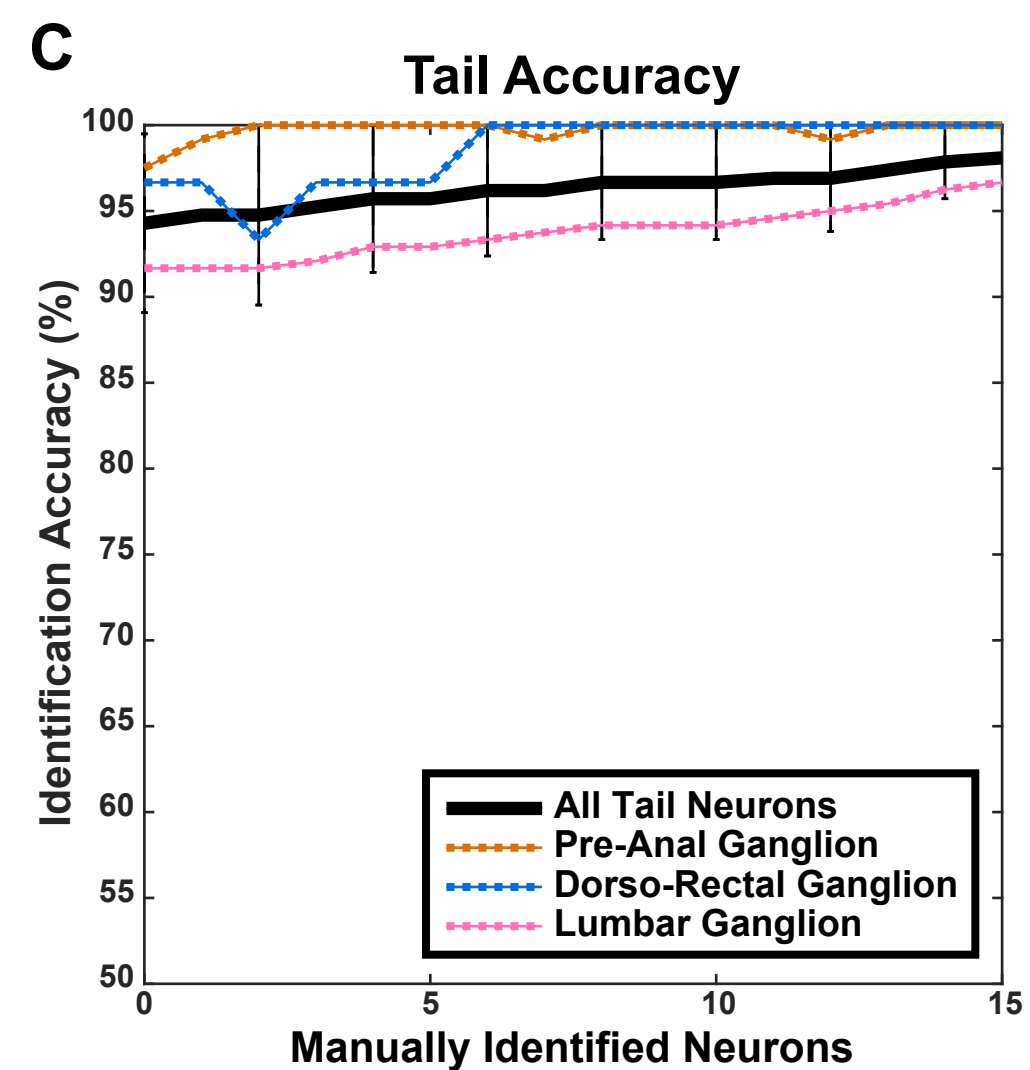 C
Tail Accuracy
Identification Accuracy (%)
100
95
90
85
80
75
70
65
60
55
50
All Tail Neurons
Pre-Anal Ganglion
Dorso-Rectal Ganglion
Lumbar Ganglion
0 5 10 15
Manually Identified Neurons